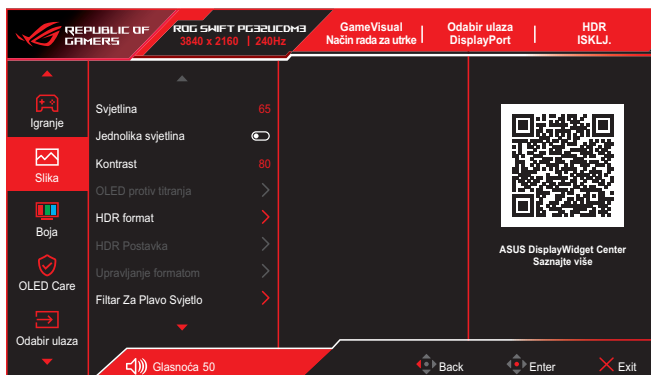 REPUBLIC OF
GAMERS
ROG SWIFT PG32UCDM3
3840 x 2160 | 240Hz
GameVisual
Način rada za utrke
Odabir ulaza
DisplayPort
HDR
ISKLJ.
Igranje
Slika
Boja
OLED Care
Odabir ulaza
Svjetlina 65
Jednolika svjetlina
Kontrast 80
OLED protiv titranja
HDR format
HDR Postavka
Upravljanje formatom
Filtar Za Plavo Svjetlo
ASUS DisplayWidget Center
Saznajte više
Glasnoća 50
Back
Enter
Exit